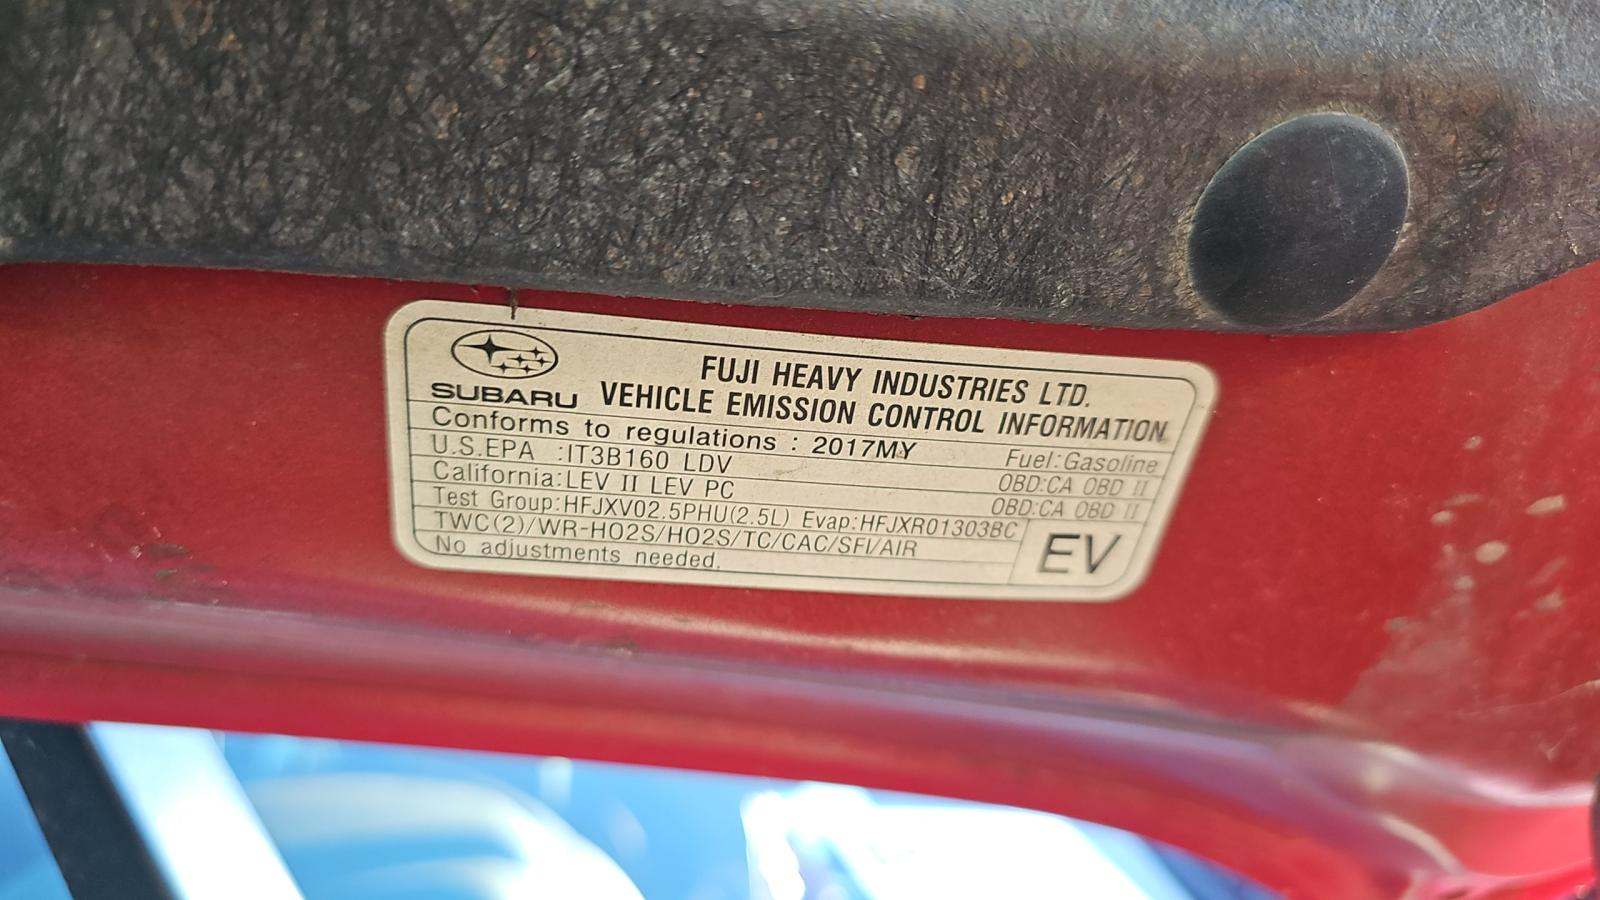 SUBARU
FUJI HEAVY INDUSTRIES LTD.
VEHICLE EMISSION CONTROL INFORMATION
Conforms to regulations : 2017MY Fuel:Gasoline
U.S.EPA :IT3B160 LDV OBD:CA OBD II
California:LEV II LEV PC OBD:CA OBD II
Test Group:HFJXV02.5PHU(2.5L) Evap:HFJXR01303BC
TWC(2)/WR-HO2S/HO2S/TC/CAC/SFI/AIR
No adjustments needed.
EV